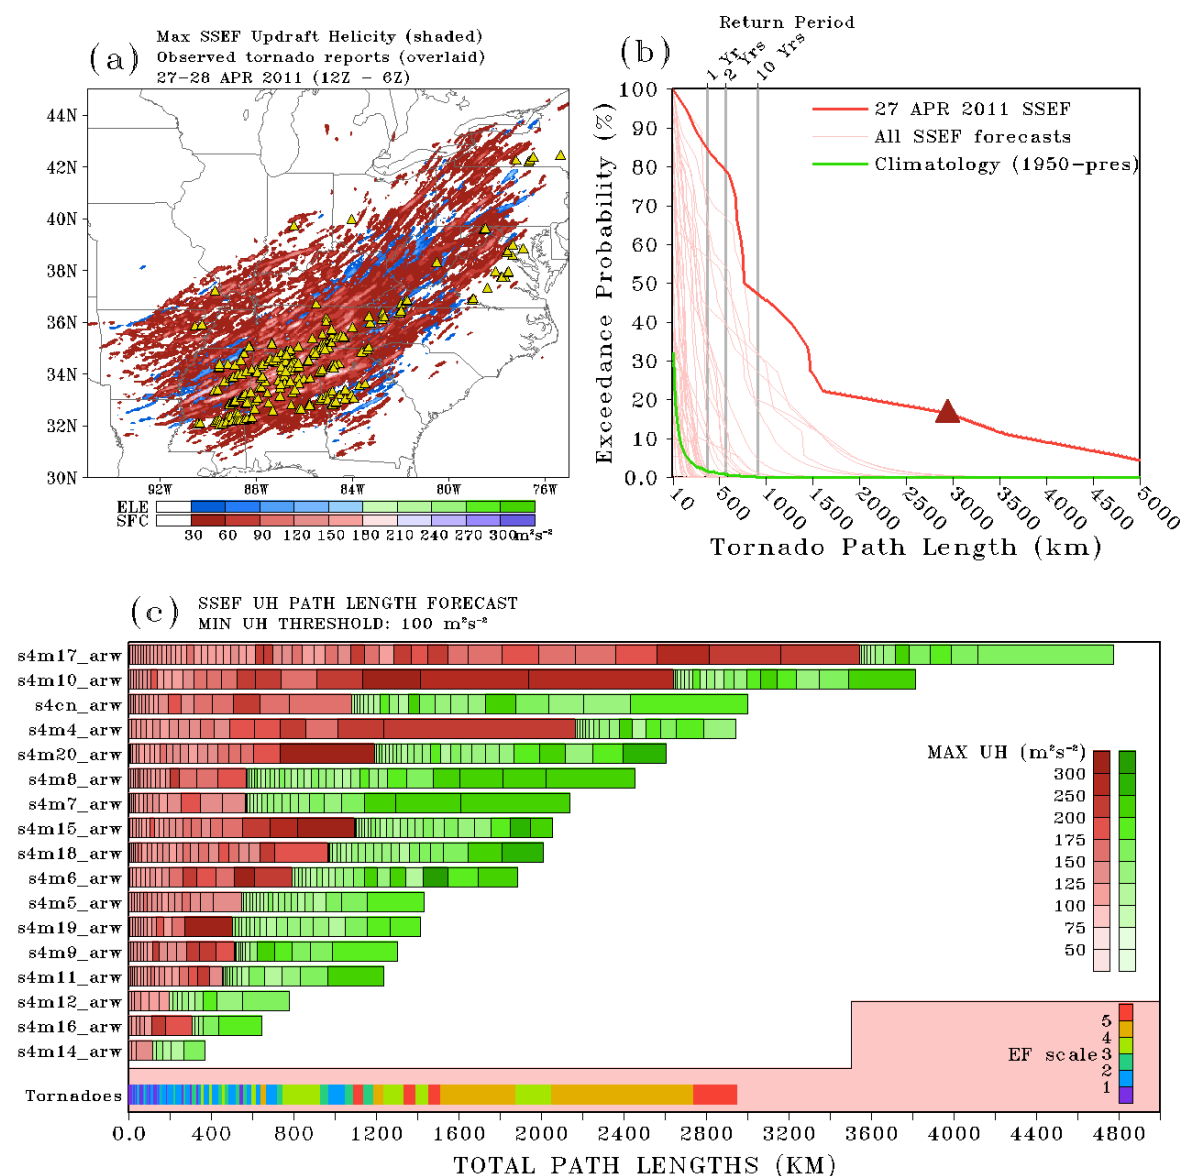 (a)
Max SSEF Updraft Helicity (shaded)
Observed tornado reports (overlaid)
27-28 APR 2011 (12Z - 6Z)
44N
42N
40N
38N
36N
34N
32N
30N
92W 88W 84W 80W 76W
ELE
SFC
30 60 90 120 150 180 210 240 270 300 m²s⁻²
(b)
Return Period
1 Yr
2 Yrs
10 Yrs
27 APR 2011 SSEF
All SSEF forecasts
Climatology (1950-pres)
Exceedance Probability (%)
100
90
80
70
60
50
40
30
20
10
0.0
10 500 1000 1500 2000 2500 3000 3500 4000 4500 5000
Tornado Path Length (km)
(c)
SSEF UH PATH LENGTH FORECAST
MIN UH THRESHOLD: 100 m²s⁻²
s4m17_arw
s4m10_arw
s4cn_arw
s4m4_arw
s4m20_arw
s4m8_arw
s4m7_arw
s4m15_arw
s4m18_arw
s4m6_arw
s4m5_arw
s4m19_arw
s4m9_arw
s4m11_arw
s4m12_arw
s4m16_arw
s4m14_arw
Tornadoes
MAX UH (m²s⁻²)
300
250
200
175
150
125
100
75
50
EF scale
5
4
3
2
1
0.0 400 800 1200 1600 2000 2400 2800 3200 3600 4000 4400 4800
TOTAL PATH LENGTHS (KM)